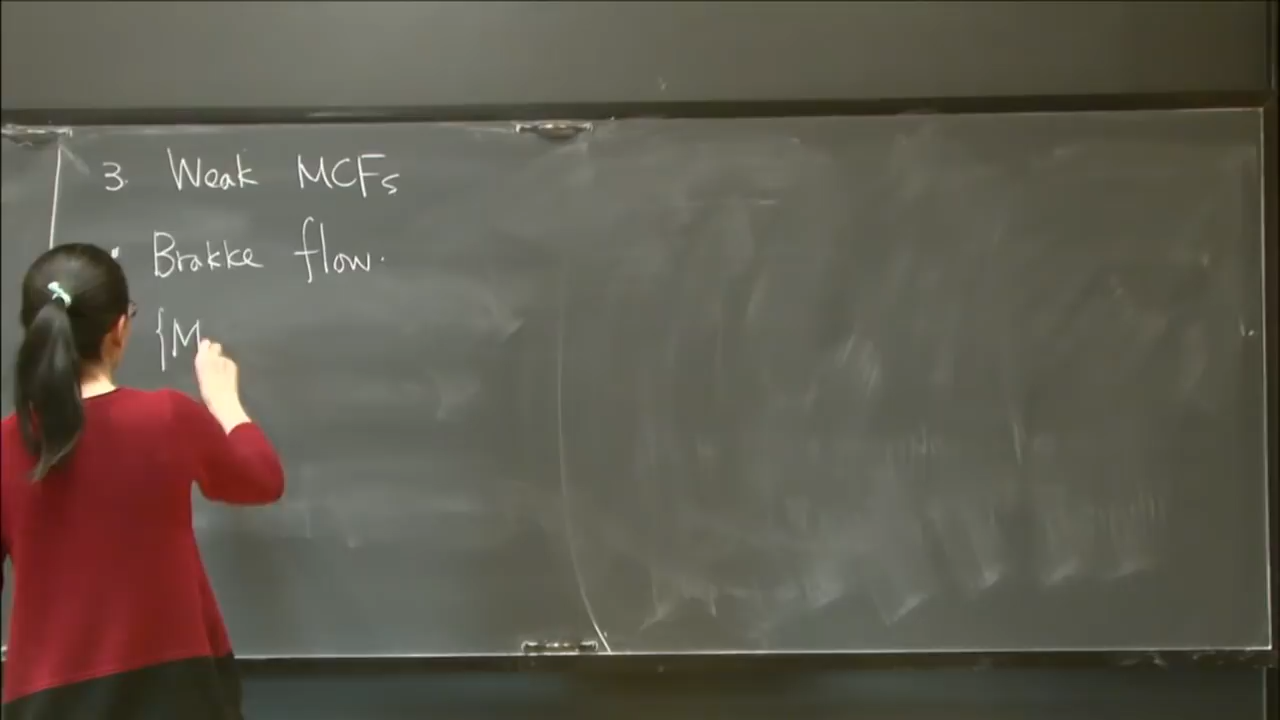 3. Weak MCFs
• Brakke flow.
{M